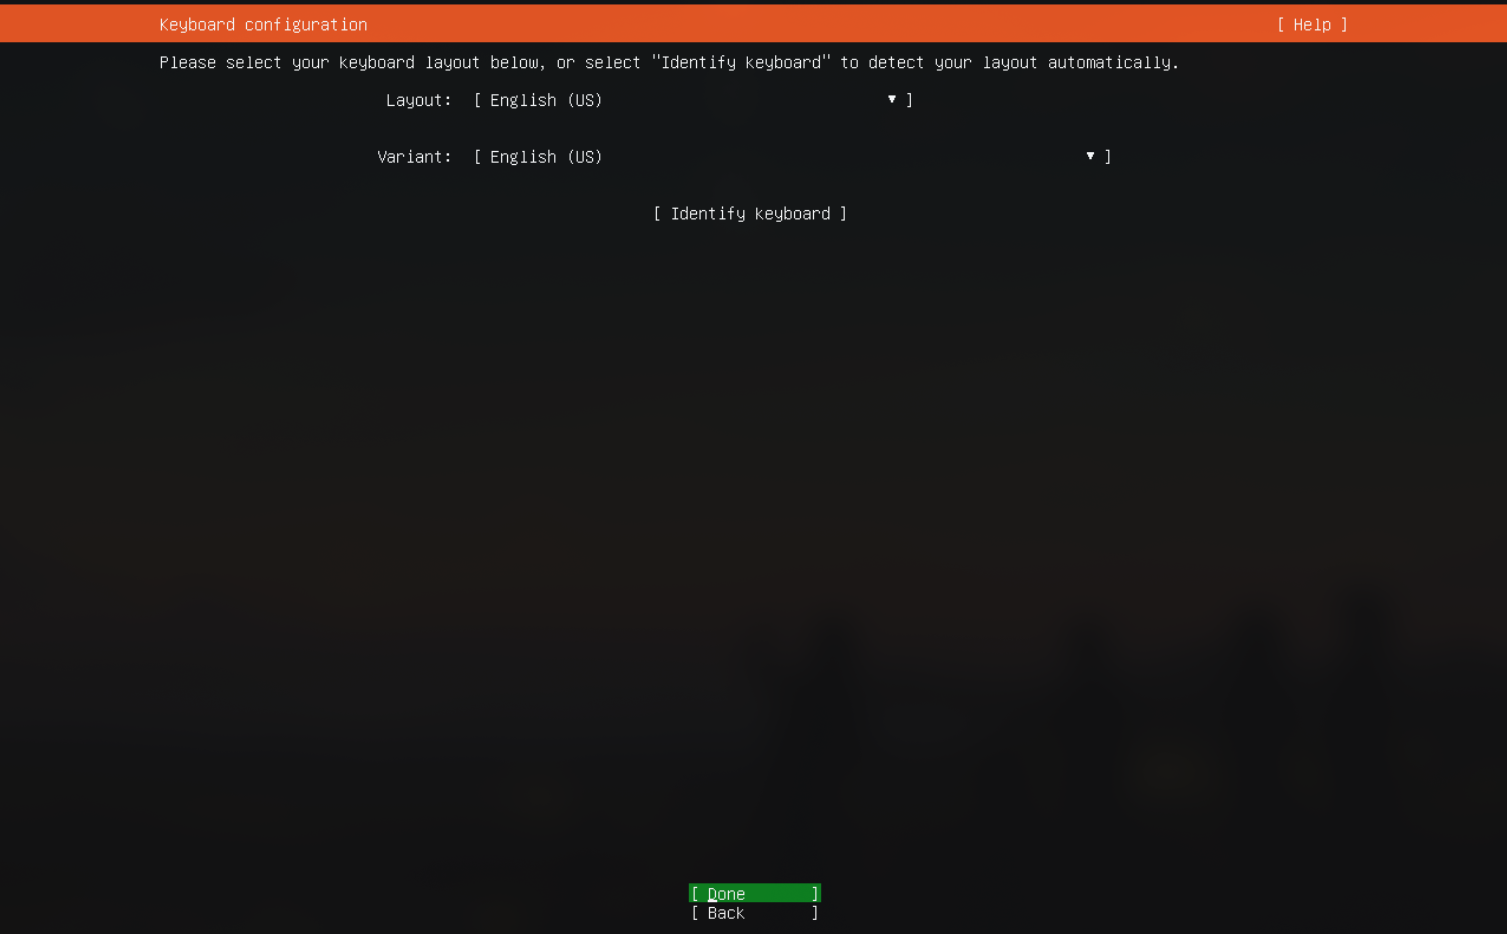 Keyboard configuration [ Help ]
Please select your keyboard layout below, or select "Identify keyboard" to detect your layout automatically.
Layout: [ English (US) ▾ ]
Variant: [ English (US) ▾ ]
[ Identify keyboard ]
[ Done ]
[ Back ]